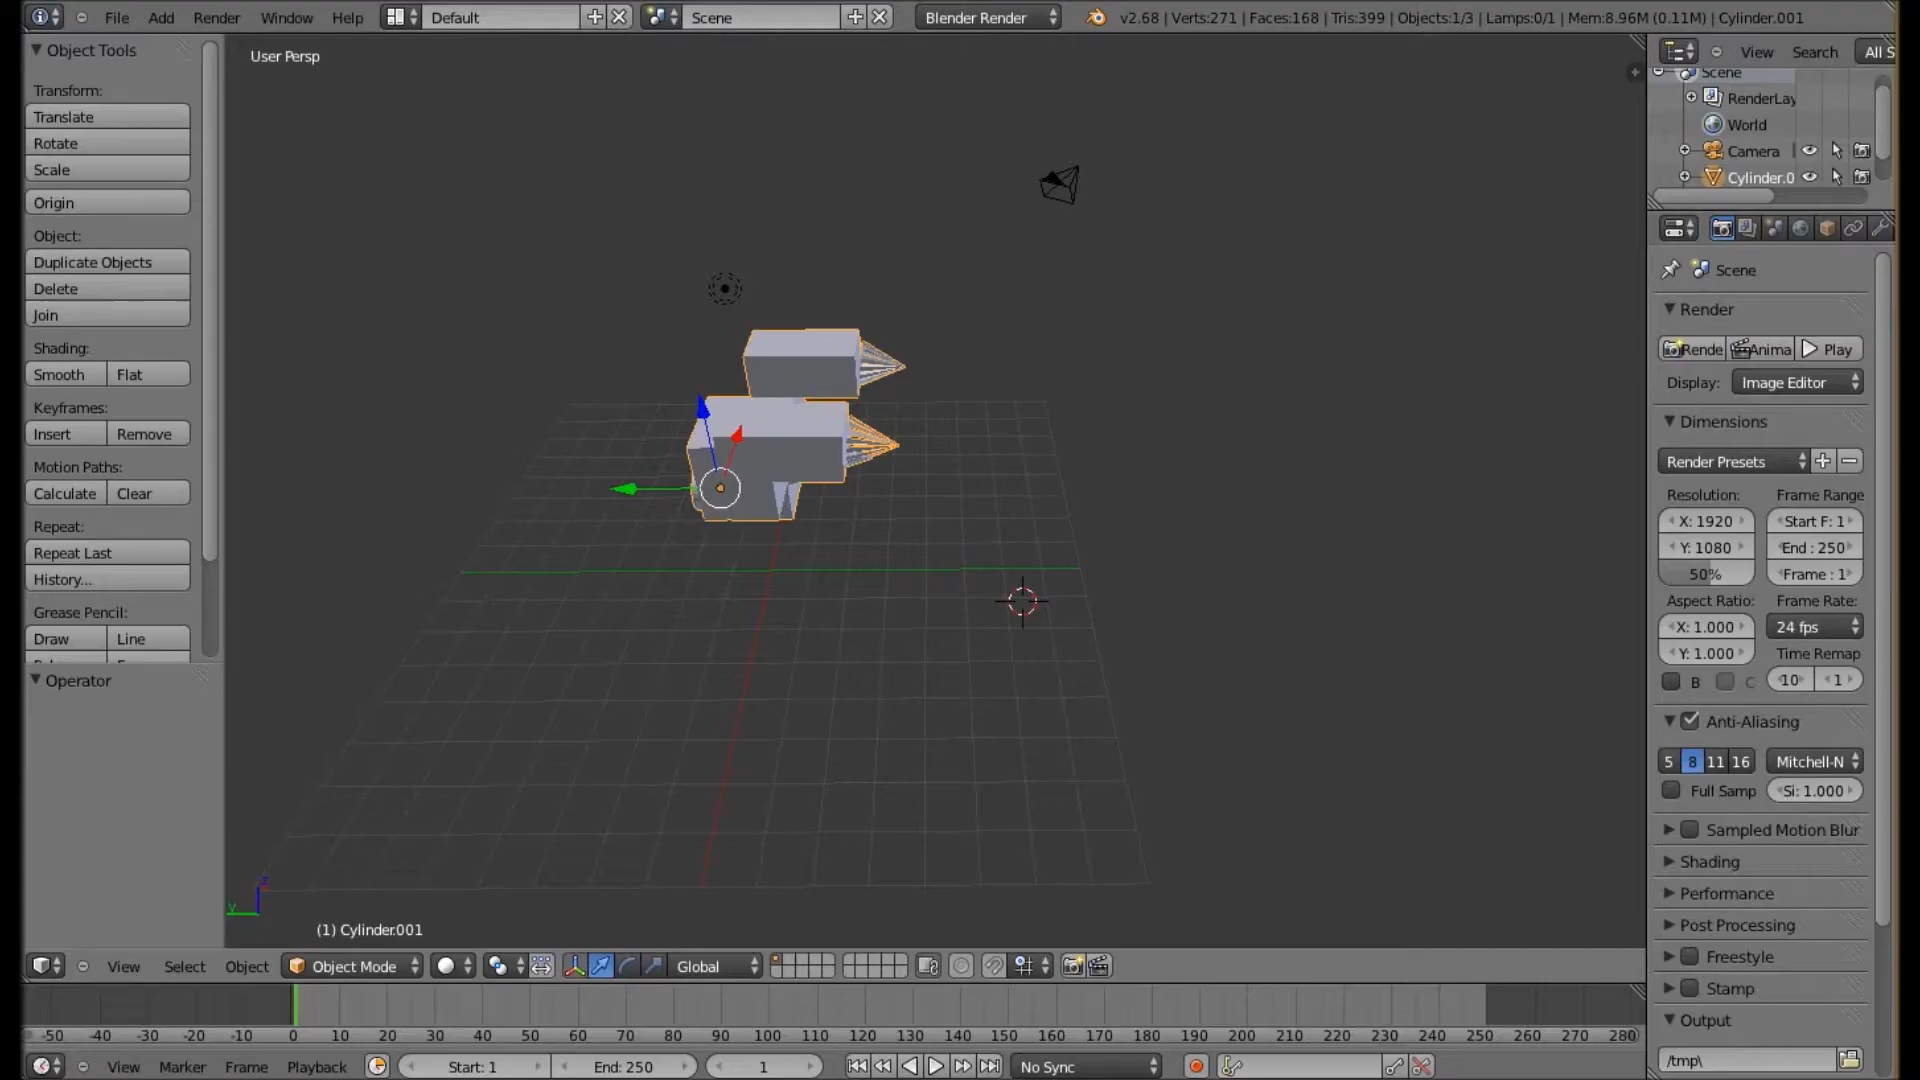 File Add Render Window Help Default Scene Blender Render v2.68 | Verts:271 | Faces:168 | Tris:399 | Objects:1/3 | Lamps:0/1 | Mem:8.96M (0.11M) | Cylinder.001
Object Tools
Transform:
Translate
Rotate
Scale
Origin
Object:
Duplicate Objects
Delete
Join
Shading:
Smooth Flat
Keyframes:
Insert Remove
Motion Paths:
Calculate Clear
Repeat:
Repeat Last
History...
Grease Pencil:
Draw Line
Operator
User Persp
(1) Cylinder.001
z
y
View Search All S
Scene
RenderLay
World
Camera
Cylinder.0
Scene
Render
Rende Anima Play
Display: Image Editor
Dimensions
Render Presets
Resolution: Frame Range
X: 1920 Start F: 1
Y: 1080 End : 250
50% Frame : 1
Aspect Ratio: Frame Rate:
X: 1.000 24 fps
Y: 1.000 Time Remap
B C 10 1
Anti-Aliasing
5 8 11 16 Mitchell-N
Full Samp Si: 1.000
Sampled Motion Blur
Shading
Performance
Post Processing
Freestyle
Stamp
Output
/tmp\
View Select Object Object Mode Global
-50 -40 -30 -20 -10 0 10 20 30 40 50 60 70 80 90 100 110 120 130 140 150 160 170 180 190 200 210 220 230 240 250 260 270 280
View Marker Frame Playback Start: 1 End: 250 1 No Sync